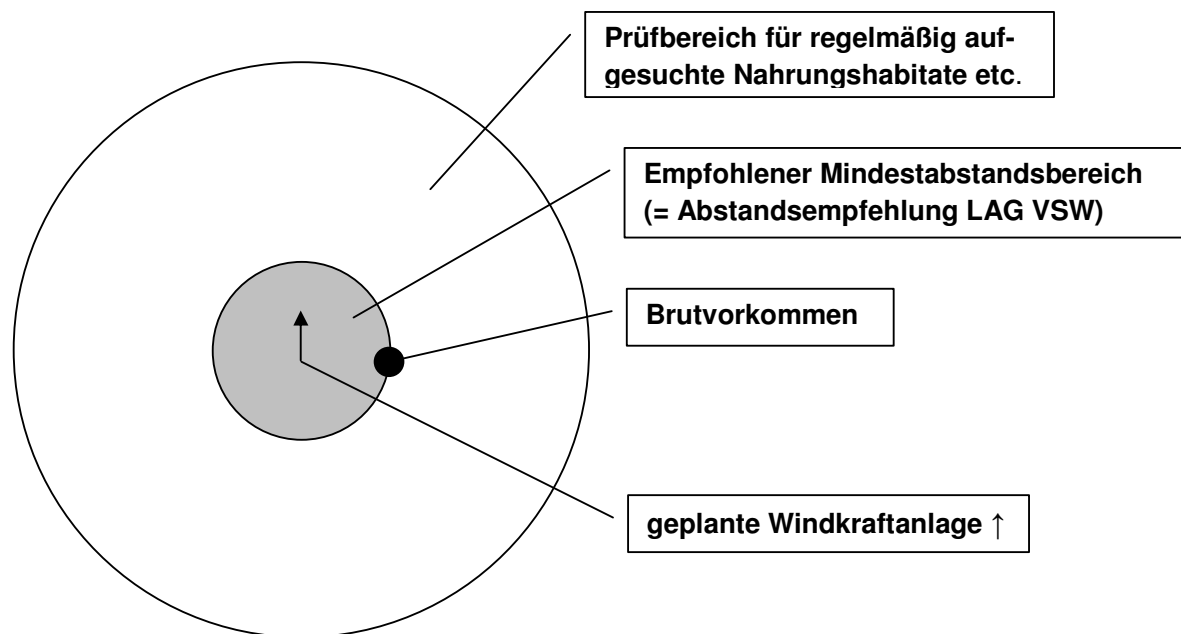 Prüfbereich für regelmäßig auf-
gesuchte Nahrungshabitate etc.
Empfohlener Mindestabstandsbereich
(= Abstandsempfehlung LAG VSW)
Brutvorkommen
geplante Windkraftanlage ↑